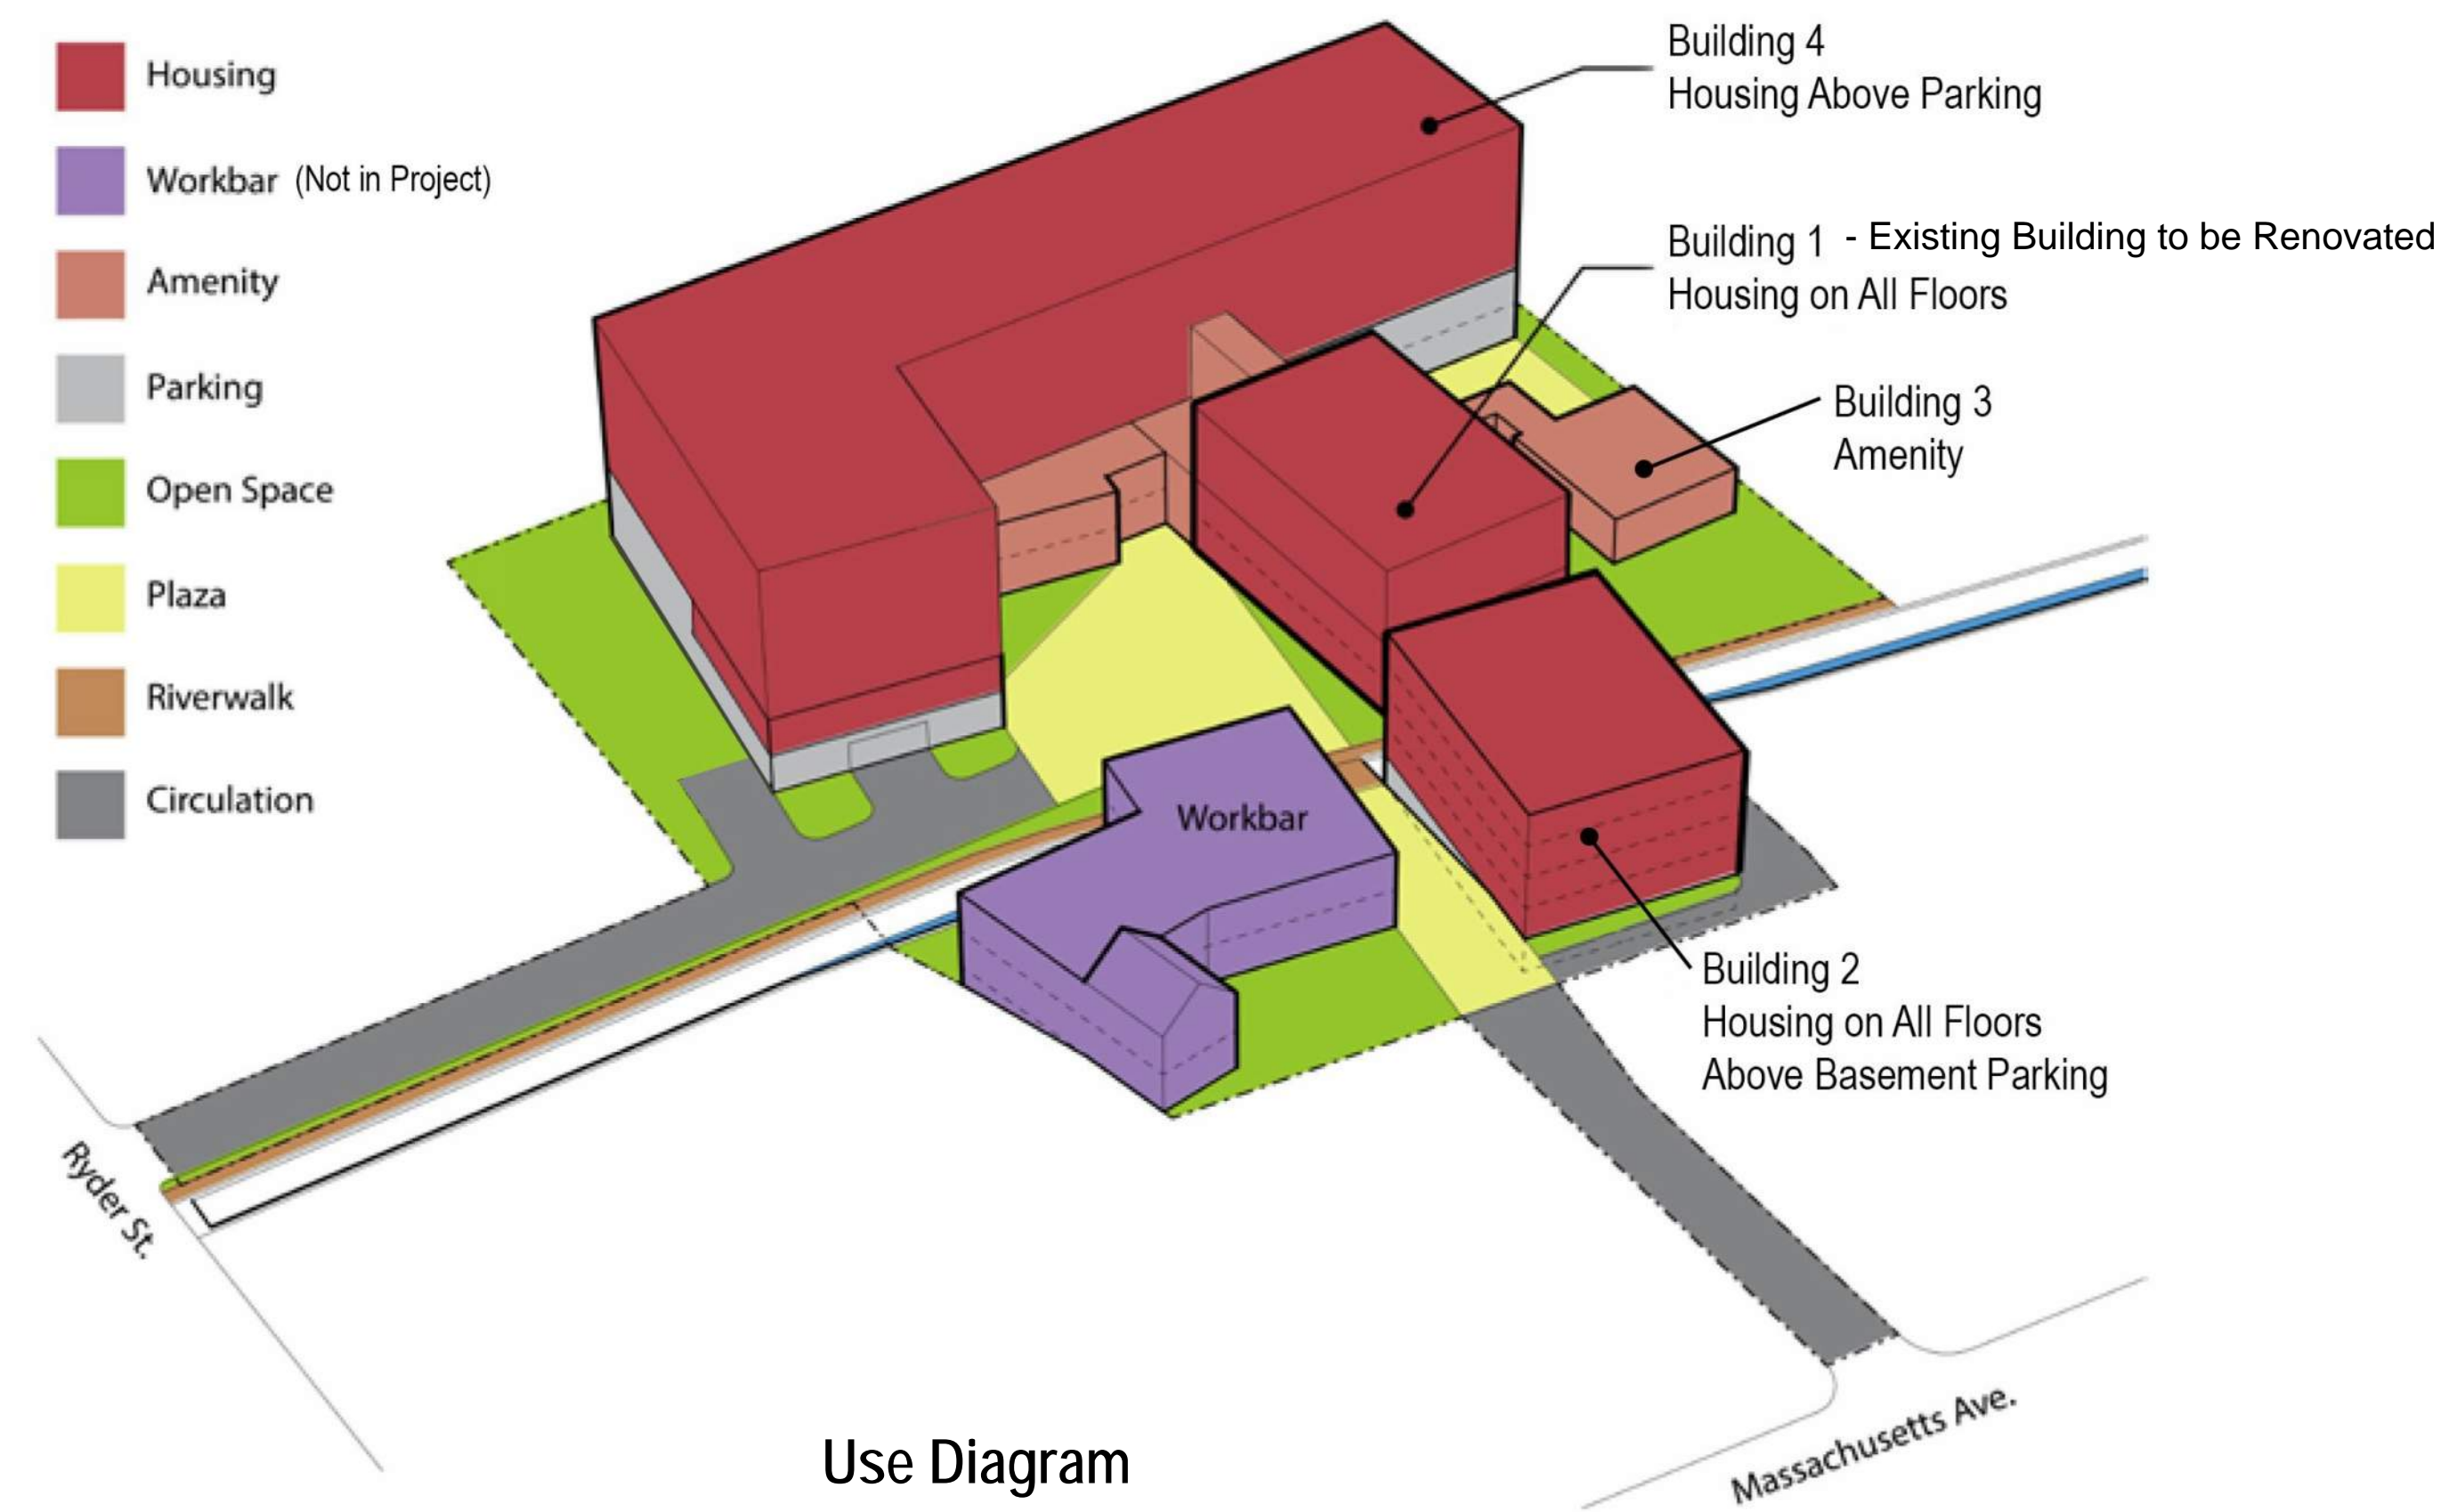 Housing
Workbar (Not in Project)
Amenity
Parking
Open Space
Plaza
Riverwalk
Circulation
Building 4
Housing Above Parking
Building 1 - Existing Building to be Renovated
Housing on All Floors
Building 3
Amenity
Workbar
Building 2
Housing on All Floors
Above Basement Parking
Ryder St.
Massachusetts Ave.
Use Diagram